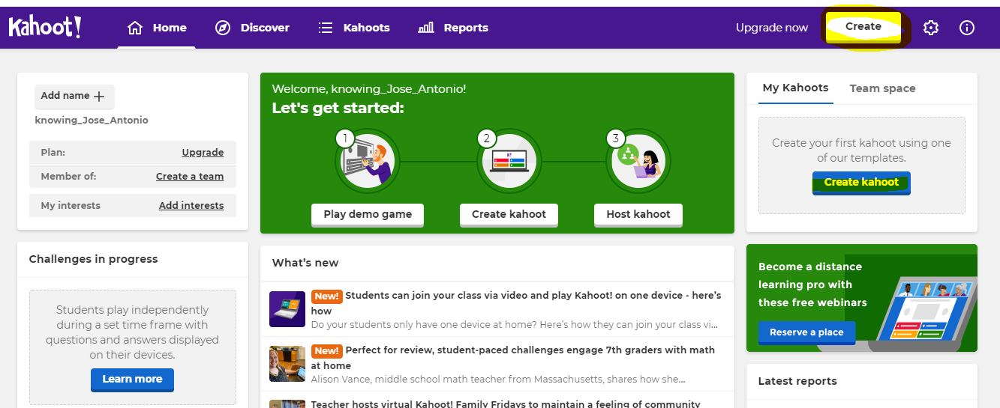 Kahoot!
Home
Discover
Kahoots
Reports
Upgrade now
Create
Add name
knowing_Jose_Antonio
Plan:
Upgrade
Member of:
Create a team
My interests
Add interests
Challenges in progress
Students play independently
during a set time frame with
questions and answers displayed
on their devices.
Learn more
Welcome, knowing_Jose_Antonio!
Let's get started:
1
2
3
Play demo game
Create kahoot
Host kahoot
What's new
New! Students can join your class via video and play Kahoot! on one device - here's
how
Do your students only have one device at home? Here's how they can join your class vi...
New! Perfect for review, student-paced challenges engage 7th graders with math
at home
Alison Vance, middle school math teacher from Massachusetts, shares how she...
Teacher hosts virtual Kahoot! Family Fridays to maintain a feeling of community
My Kahoots
Team space
Create your first kahoot using one
of our templates.
Create kahoot
Become a distance
learning pro with
these free webinars
Reserve a place
Latest reports